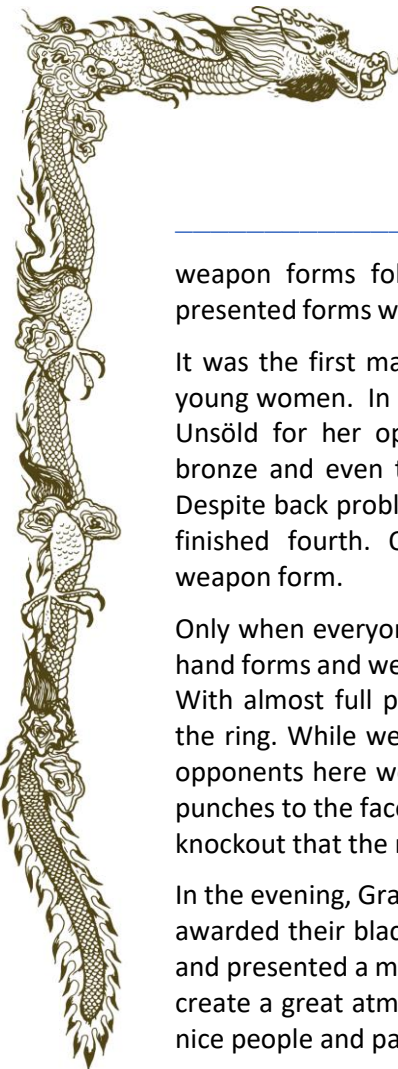 weapon forms fol
presented forms w
It was the first ma
young women. In
Unsöld for her op
bronze and even t
Despite back probl
finished fourth. C
weapon form.
Only when everyor
hand forms and we
With almost full p
the ring. While we
opponents here we
punches to the face
knockout that the r
In the evening, Gra
awarded their blac
and presented a m
create a great atm
nice people and pa